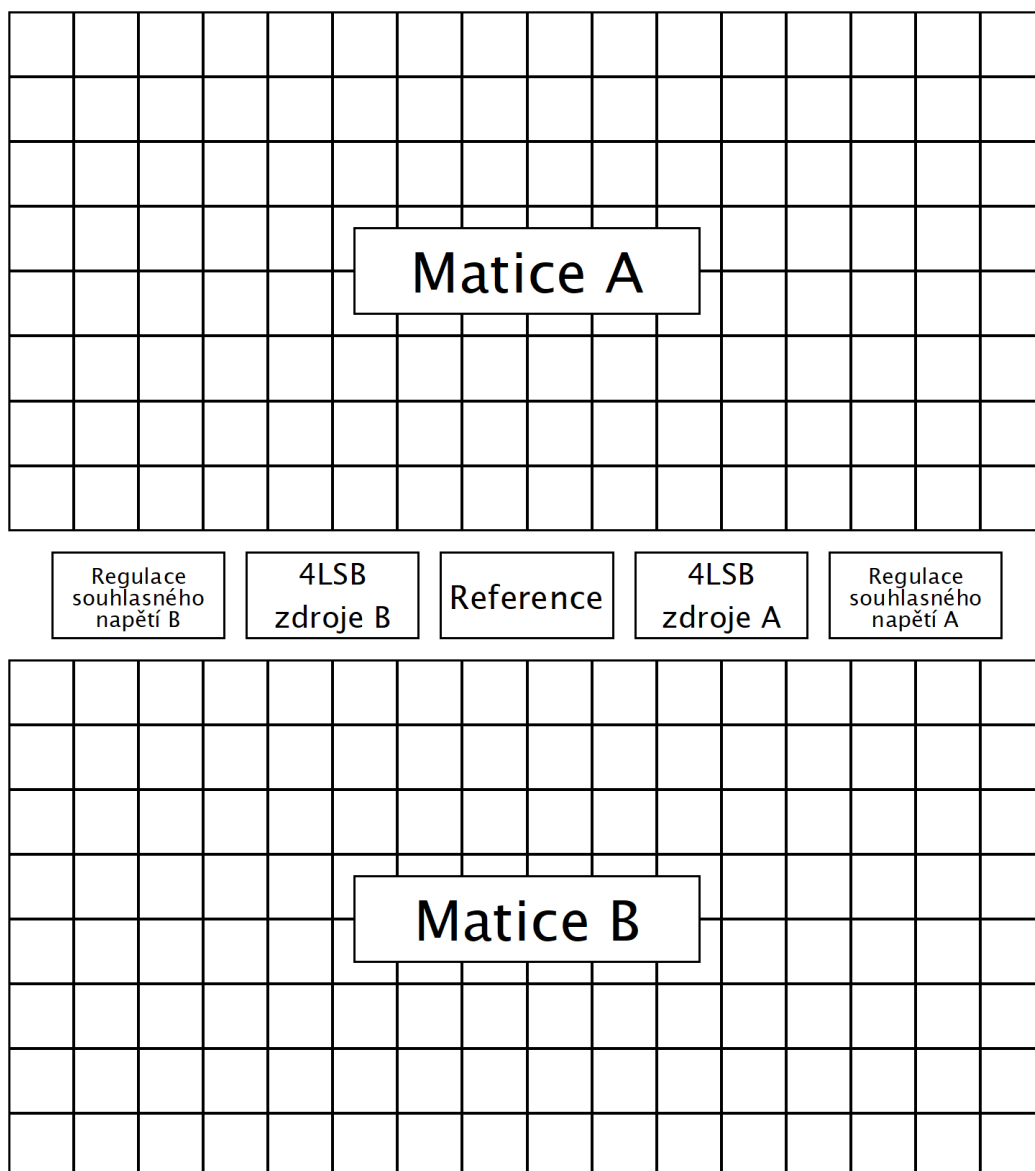 Matice A
Regulace
souhlasného
napětí B
4LSB
zdroje B
Reference
4LSB
zdroje A
Regulace
souhlasného
napětí A
Matice B